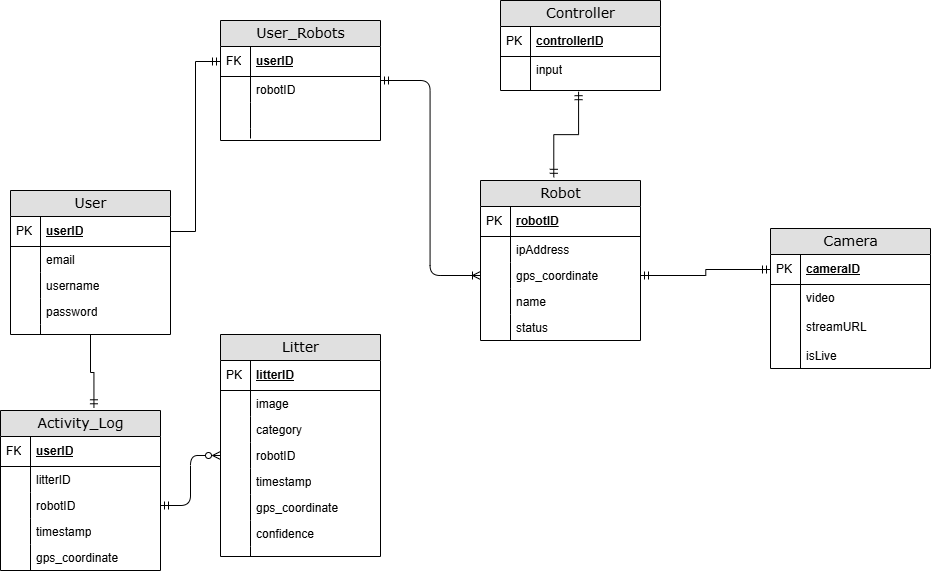 Controller
PK controllerID
input
User_Robots
FK userID
robotID
Robot
PK robotID
ipAddress
gps_coordinate
name
status
User
PK userID
email
username
password
Camera
PK cameraID
video
streamURL
isLive
Litter
PK litterID
image
category
robotID
timestamp
gps_coordinate
confidence
Activity_Log
FK userID
litterID
robotID
timestamp
gps_coordinate